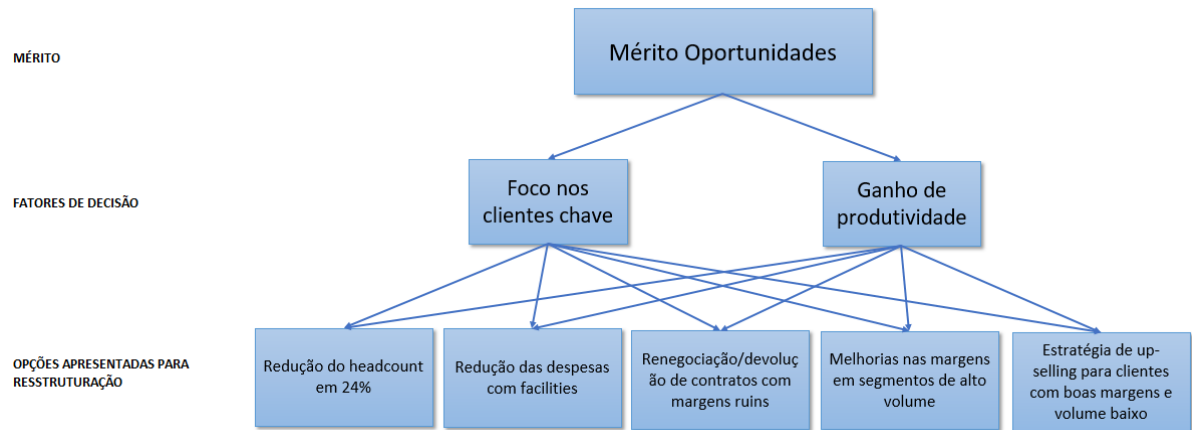 MÉRITO
Mérito Oportunidades
FATORES DE DECISÃO
Foco nos
clientes chave
Ganho de
produtividade
OPÇÕES APRESENTADAS PARA
RESSTRUTURAÇÃO
Redução do headcount
em 24%
Redução das despesas
com facilities
Renegociação/devoluç
ão de contratos com
margens ruins
Melhorias nas margens
em segmentos de alto
volume
Estratégia de up-
selling para clientes
com boas margens e
volume baixo